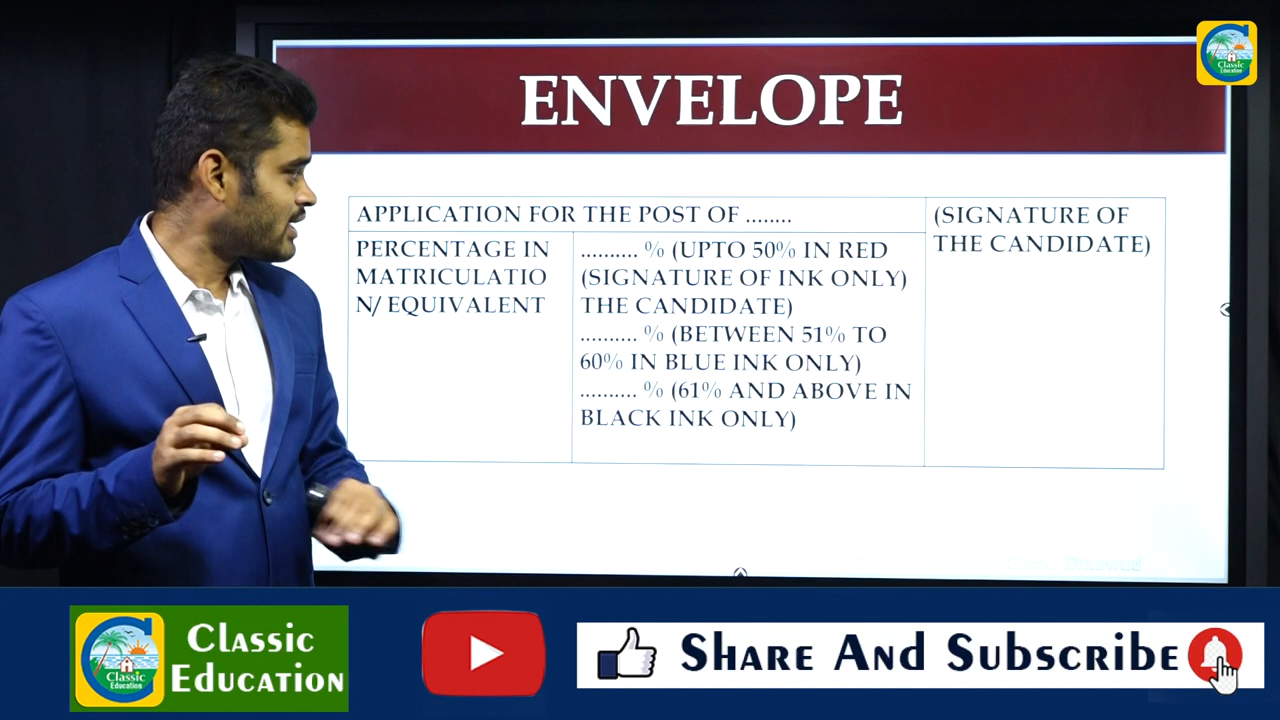 ENVELOPE
Classic
Education
APPLICATION FOR THE POST OF ........
(SIGNATURE OF
THE CANDIDATE)
PERCENTAGE IN
MATRICULATIO
N/ EQUIVALENT
.......... % (UPTO 50% IN RED
(SIGNATURE OF INK ONLY)
THE CANDIDATE)
.......... % (BETWEEN 51% TO
60% IN BLUE INK ONLY)
.......... % (61% AND ABOVE IN
BLACK INK ONLY)
Classic
Education
Classic
Education
Share And Subscribe